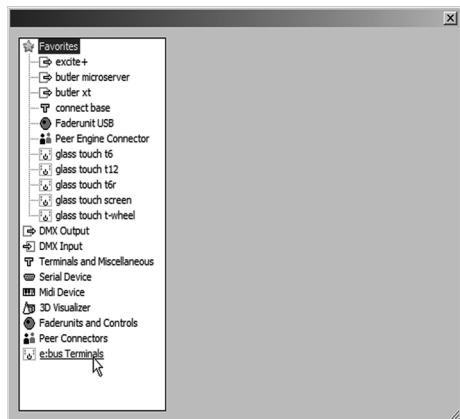 Favorites
excite+
butler microserver
butler xt
connect base
Faderunit USB
Peer Engine Connector
glass touch t6
glass touch t12
glass touch t6r
glass touch screen
glass touch t-wheel
DMX Output
DMX Input
Terminals and Miscellaneous
Serial Device
Midi Device
3D Visualizer
Faderunits and Controls
Peer Connectors
e:bus Terminals